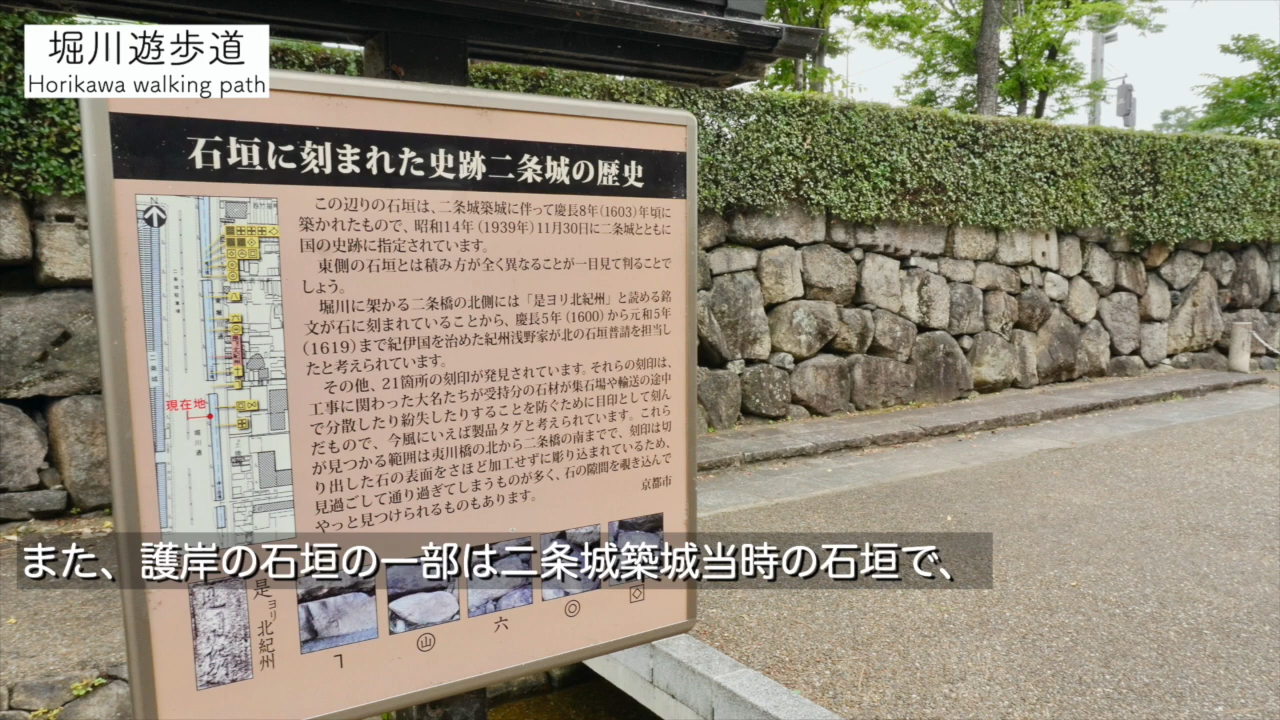 堀川遊歩道
Horikawa walking path
石垣に刻まれた史跡二条城の歴史
この辺りの石垣は、二条城築城に伴って慶長8年(1603)年頃に
築かれたもので、昭和14年(1939年)11月30日に二条城とともに
国の史跡に指定されています。
東側の石垣とは積み方が全く異なることが一目見て判ることで
しょう。
堀川に架かる二条橋の北側には「是ヨリ北紀州」と読める銘
文が石に刻まれていることから、慶長5年(1600)から元和5年
(1619)まで紀伊国を治めた紀州浅野家が北の石垣普請を担当し
たと考えられています。
その他、21箇所の刻印が発見されています。それらの刻印は、
工事に関わった大名たちが受持分の石材が集石場や輸送の途中
で分散したり紛失したりすることを防ぐために目印として刻ん
だもので、今風にいえば製品タグと考えられています。これら
が見つかる範囲は夷川橋の北から二条橋の南までで、刻印は切
り出した石の表面をさほど加工せずに彫り込まれているため、
見過ごして通り過ぎてしまうものが多く、石の隙間を覗き込んで
やっと見つけられるものもあります。
京都市
N
現在地
堀川通
二条城
また、護岸の石垣の一部は二条城築城当時の石垣で、
是ヨリ北紀州
山
六